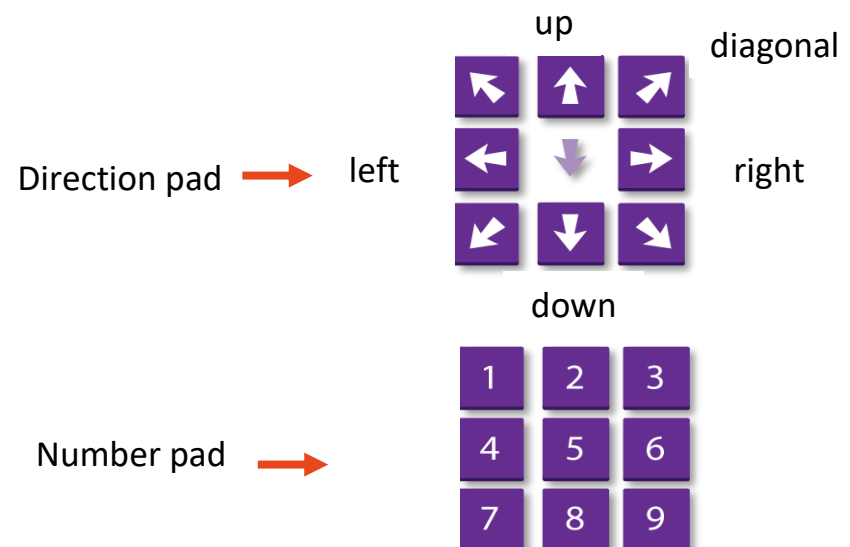 up
diagonal
Direction pad
left
right
down
1 2 3
Number pad
4 5 6
7 8 9